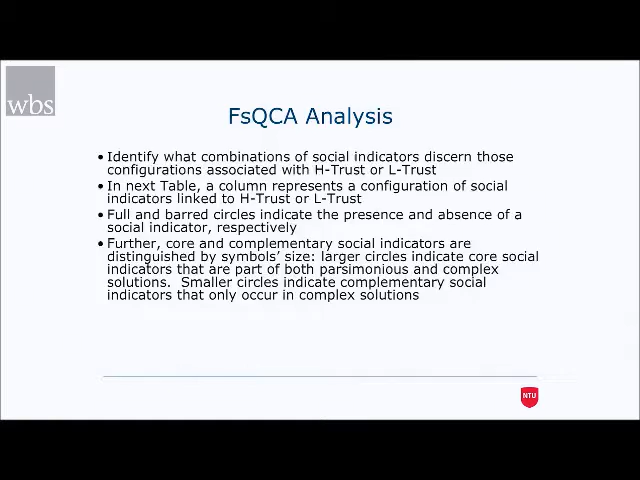 wbs
FsQCA Analysis
• Identify what combinations of social indicators discern those
configurations associated with H-Trust or L-Trust
• In next Table, a column represents a configuration of social
indicators linked to H-Trust or L-Trust
• Full and barred circles indicate the presence and absence of a
social indicator, respectively
• Further, core and complementary social indicators are
distinguished by symbols’ size: larger circles indicate core social
indicators that are part of both parsimonious and complex
solutions. Smaller circles indicate complementary social
indicators that only occur in complex solutions
NTU